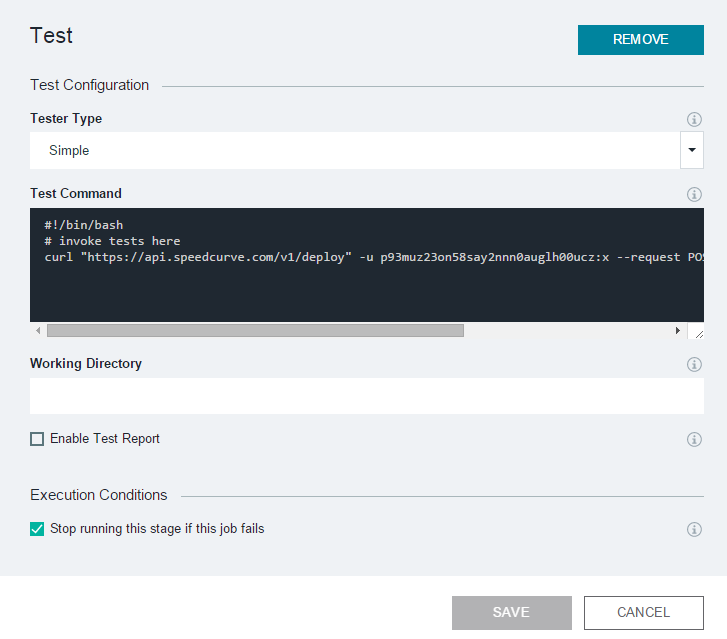 Test
REMOVE
Test Configuration
Tester Type
Simple
Test Command
#!/bin/bash
# invoke tests here
curl "https://api.speedcurve.com/v1/deploy" -u p93muz23on58say2nnn0auglh00ucz:x --request POS
Working Directory
Enable Test Report
Execution Conditions
Stop running this stage if this job fails
SAVE
CANCEL